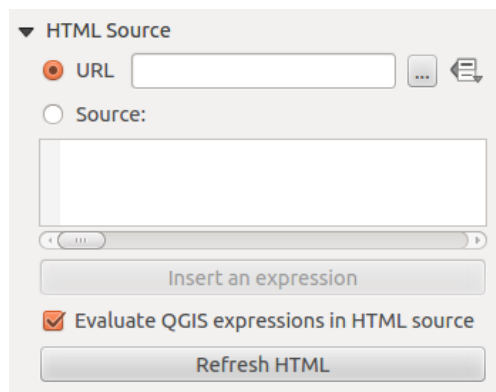 HTML Source
URL ...
Source:
Insert an expression
Evaluate QGIS expressions in HTML source
Refresh HTML